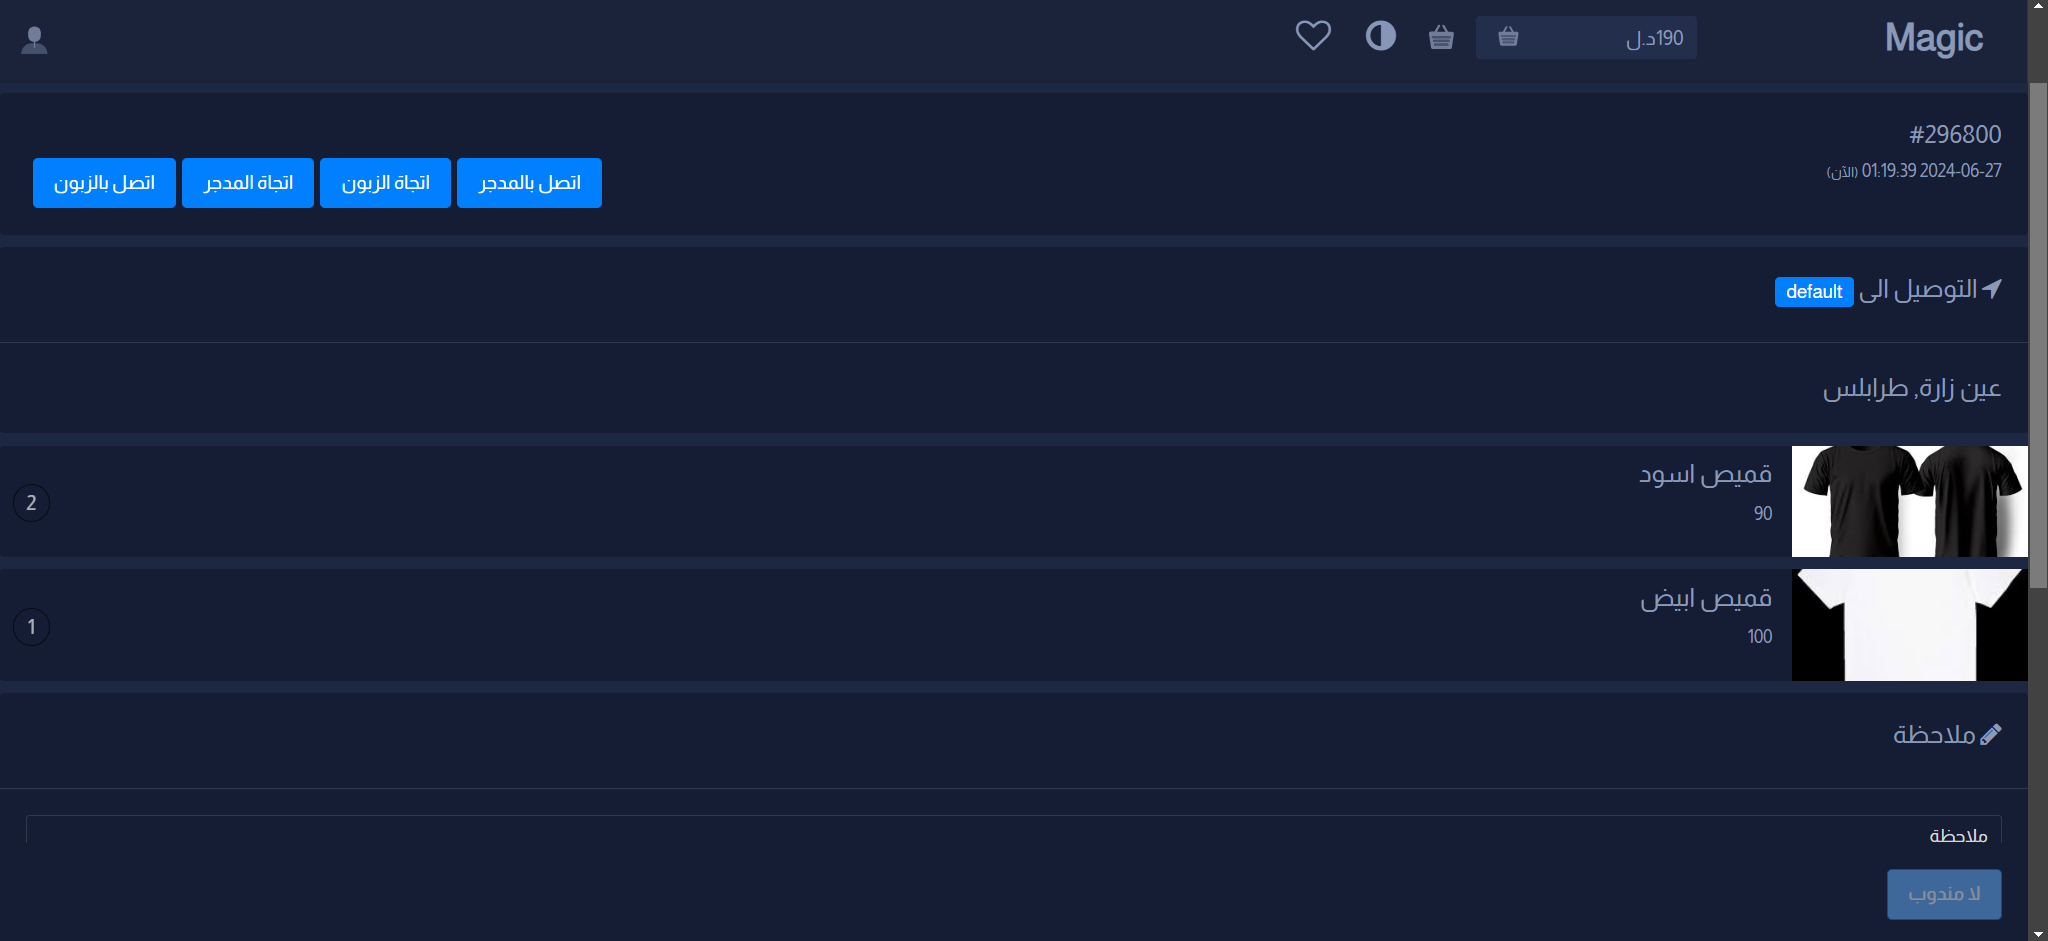 Magic
190د.ل
#296800
2024-06-27 01:19:39 (الآن)
اتصل بالمدجر
اتجاة الزبون
اتجاة المدجر
اتصل بالزبون
التوصيل الى default
عين زارة, طرابلس
قميص اسود
90
2
قميص ابيض
100
1
ملاحظة
ملاحظة
لا مندوب